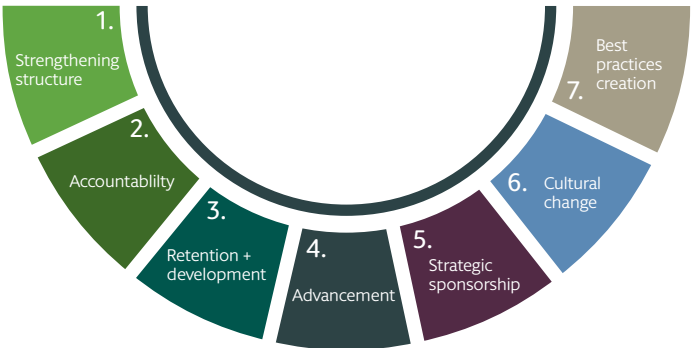 1.
Strengthening
structure
2.
Accountablilty
3.
Retention +
development
4.
Advancement
5.
Strategic
sponsorship
6.
Cultural
change
7.
Best
practices
creation